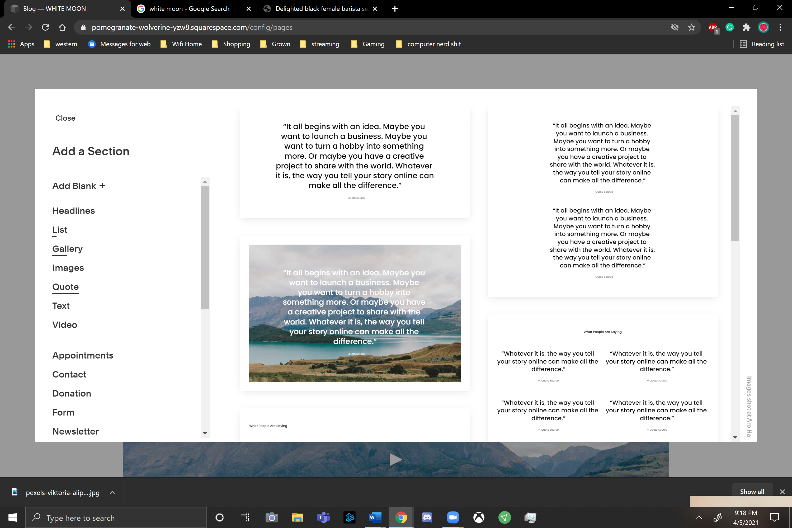 Blog — WHITE MOON
white moon - Google Search
Delighted black female barista s
pomegranate-wolverine-yzw8.squarespace.com/config/pages
Apps
western
Messages for web
Wifi Home
Shopping
Grown
streaming
Gaming
computer nerd shit
Reading list
Close
Add a Section
Add Blank +
Headlines
List
Gallery
Images
Quote
Text
Video
Appointments
Contact
Donation
Form
Newsletter
“It all begins with an idea. Maybe you
want to launch a business. Maybe you
want to turn a hobby into something
more. Or maybe you have a creative
project to share with the world. Whatever
it is, the way you tell your story online can
make all the difference.”
“It all begins with an idea. Maybe you
want to launch a business. Maybe
you want to turn a hobby into
something more. Or maybe you have
a creative project to share with the
world. Whatever it is, the way you tell
your story online can make all the
difference.”
What People Are Saying
“It all begins with an idea. Maybe
you want to launch a business.
Maybe you want to turn a hobby
into something more. Or maybe
you have a creative project to
share with the world. Whatever it is,
the way you tell your story online
can make all the difference.”
“It all begins with an idea. Maybe
you want to launch a business.
Maybe you want to turn a hobby
into something more. Or maybe
you have a creative project to
share with the world. Whatever it is,
the way you tell your story online
can make all the difference.”
What People Are Saying
“Whatever it is, the way you tell
your story online can make all the
difference.”
“Whatever it is, the way you tell
your story online can make all the
difference.”
“Whatever it is, the way you tell
your story online can make all the
difference.”
“Whatever it is, the way you tell
your story online can make all the
difference.”
pexels-viktoria-alip....jpg
Show all
Type here to search
9:18 PM
4/5/2021